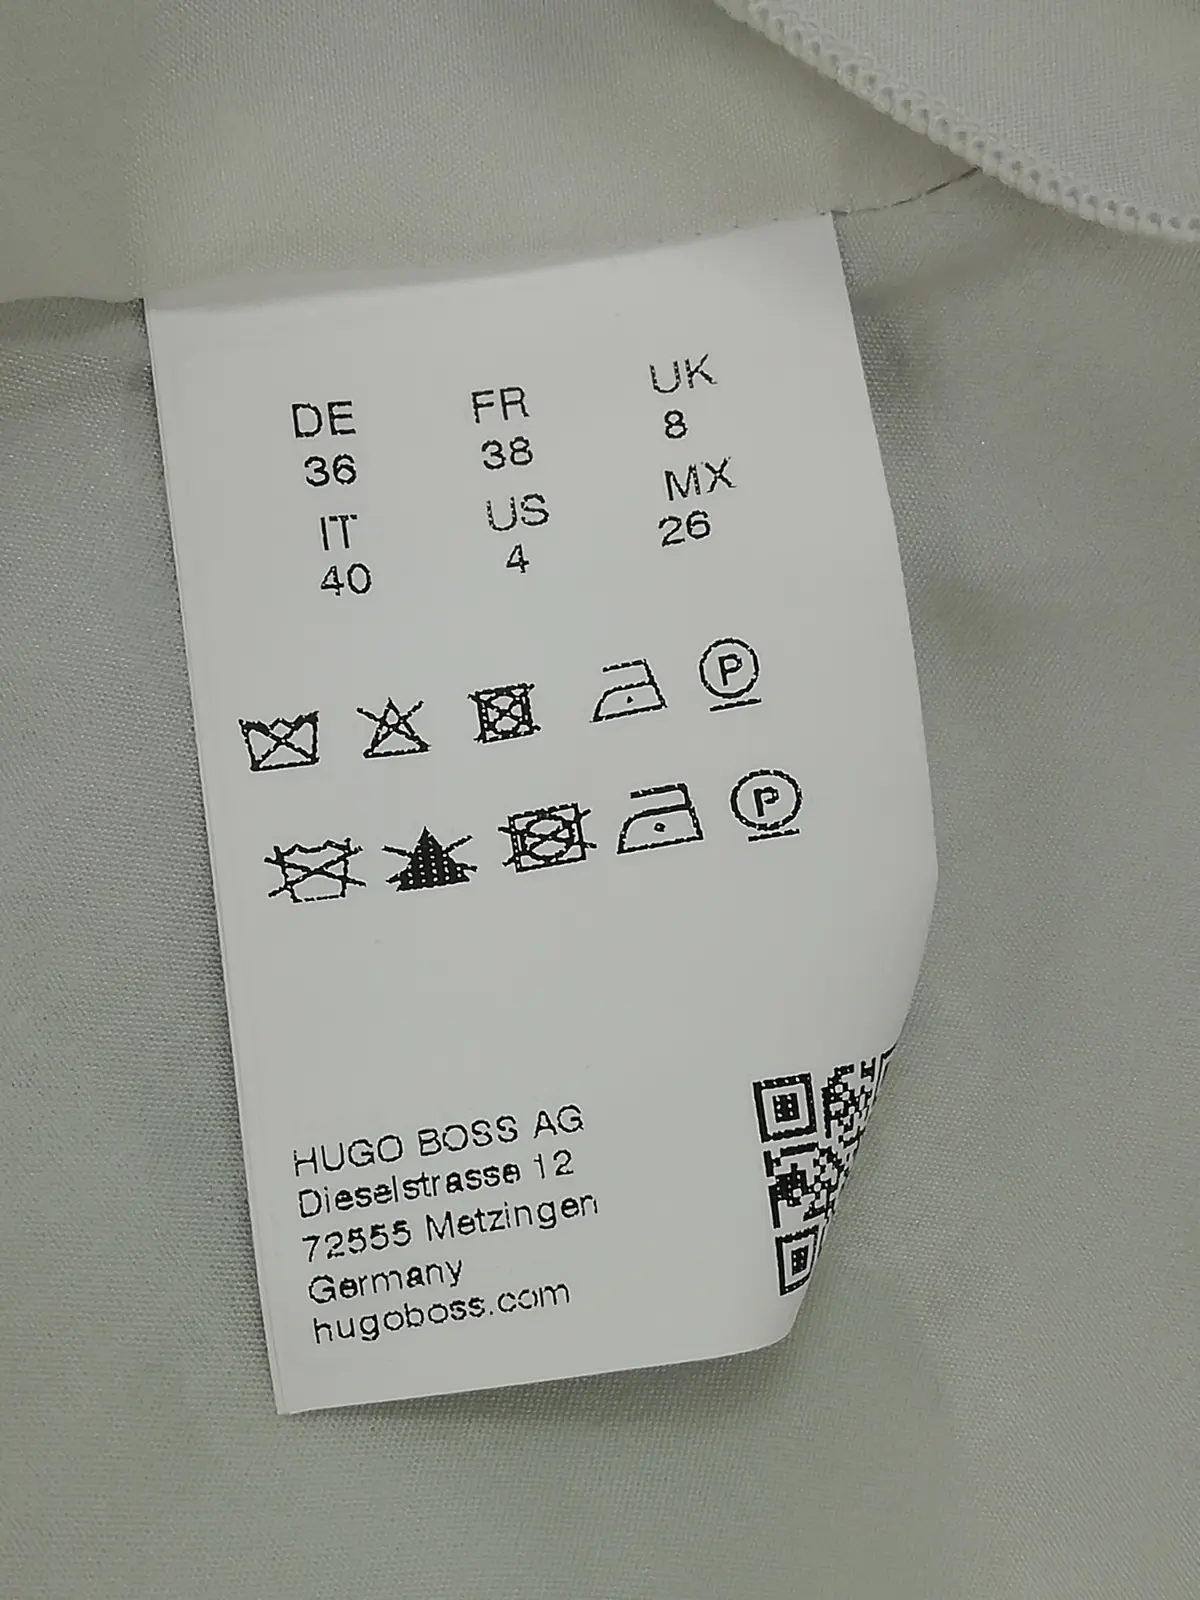 DE FR UK
36 38 8
IT US MX
40 4 26
P
P
HUGO BOSS AG
Dieselstrasse 12
72555 Metzingen
Germany
hugoboss.com